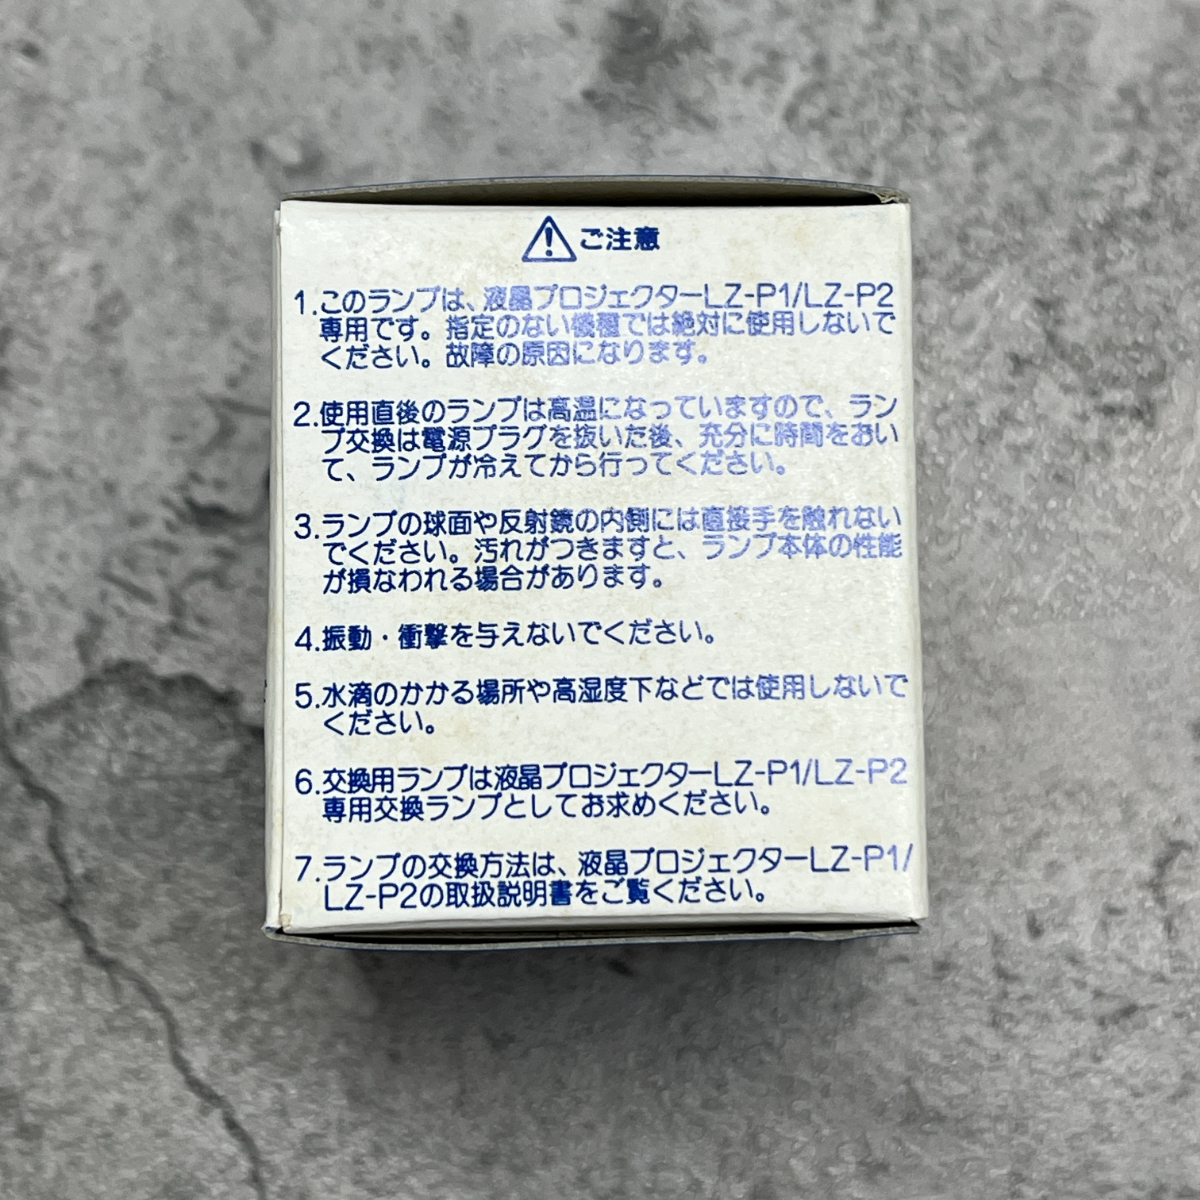 ご注意
1.このランプは、液晶プロジェクターLZ-P1/LZ-P2
専用です。指定のない機種では絶対に使用しないで
ください。故障の原因になります。
2.使用直後のランプは高温になっていますので、ラン
プ交換は電源プラグを抜いた後、充分に時間をおい
て、ランプが冷えてから行ってください。
3.ランプの球面や反射鏡の内側には直接手を触れない
でください。汚れがつきますと、ランプ本体の性能
が損なわれる場合があります。
4.振動・衝撃を与えないでください。
5.水滴のかかる場所や高湿度下などでは使用しないで
ください。
6.交換用ランプは液晶プロジェクターLZ-P1/LZ-P2
専用交換ランプとしてお求めください。
7.ランプの交換方法は、液晶プロジェクターLZ-P1/
LZ-P2の取扱説明書をご覧ください。